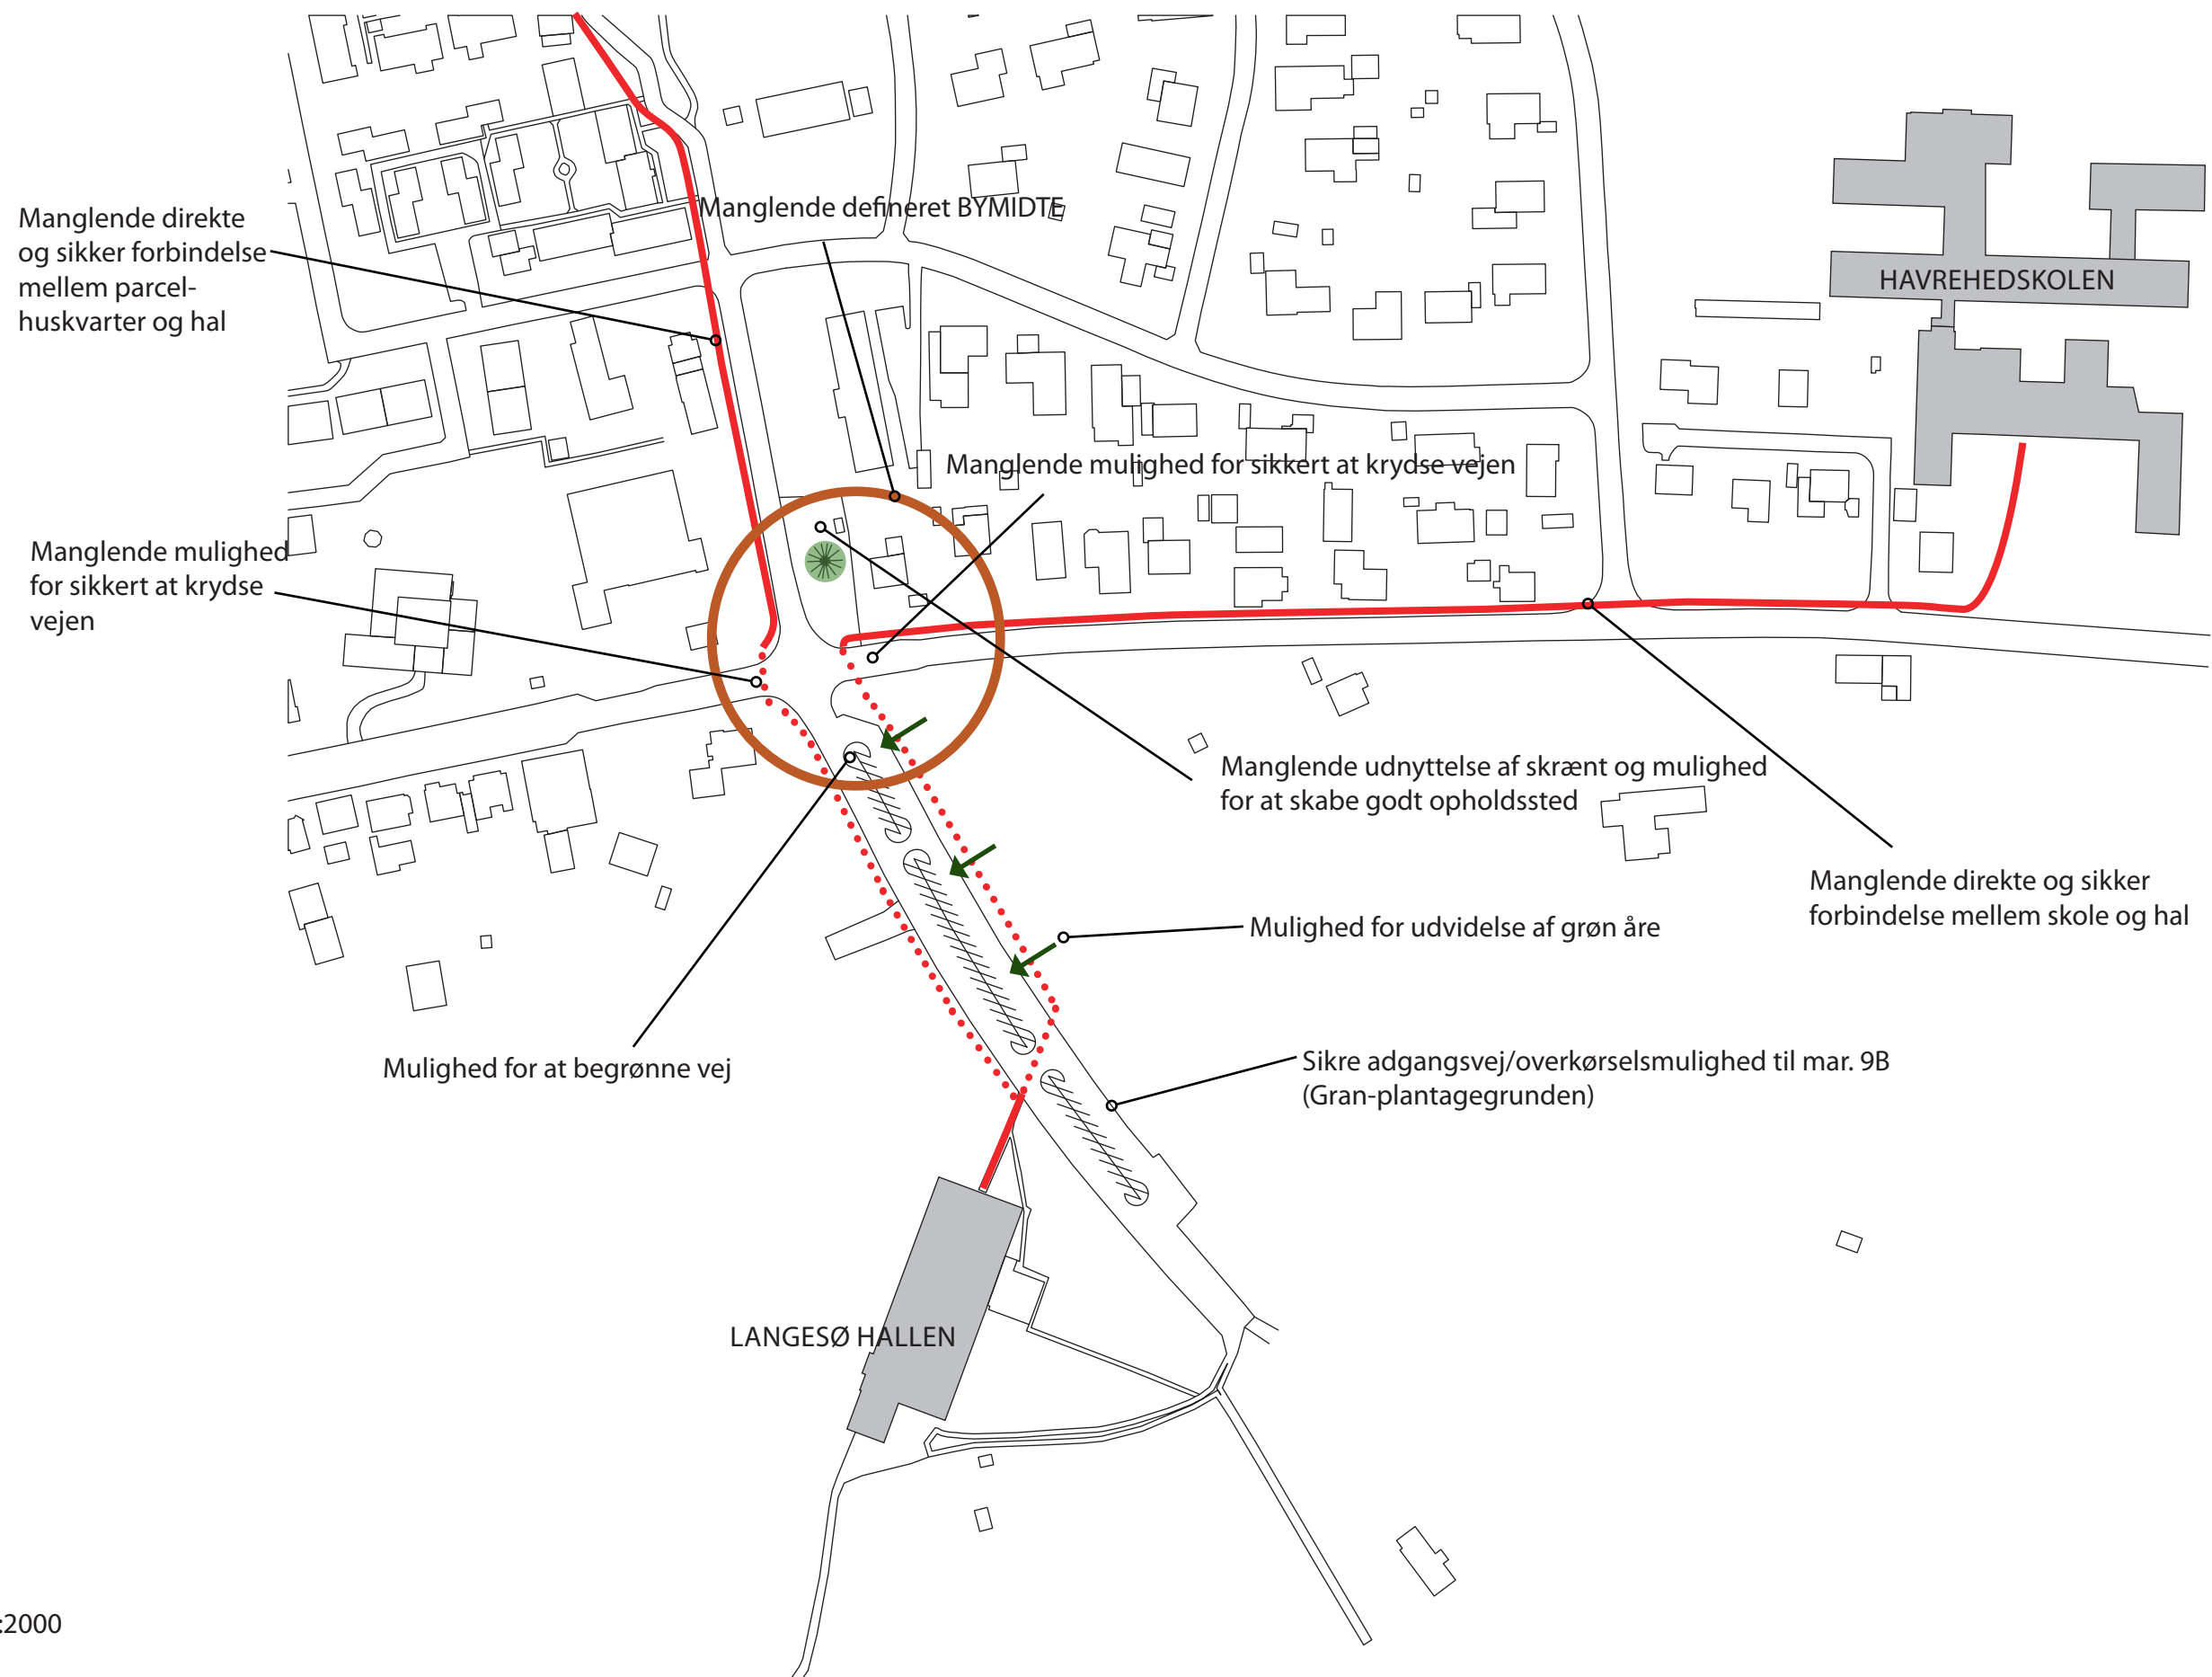 Manglende defineret BYMIDTE
Manglende direkte
og sikker forbindelse
mellem parcel-
huskvarter og hal
HAVREHEDSKOLEN
Manglende mulighed for sikkert at krydse vejen
Manglende mulighed
for sikkert at krydse
vejen
Manglende udnyttelse af skrænt og mulighed
for at skabe godt opholdssted
Manglende direkte og sikker
forbindelse mellem skole og hal
Mulighed for udvidelse af grøn åre
Mulighed for at begrønne vej
Sikre adgangsvej/overkørselsmulighed til mar. 9B
(Gran-plantagegrunden)
LANGESØ HALLEN
:2000